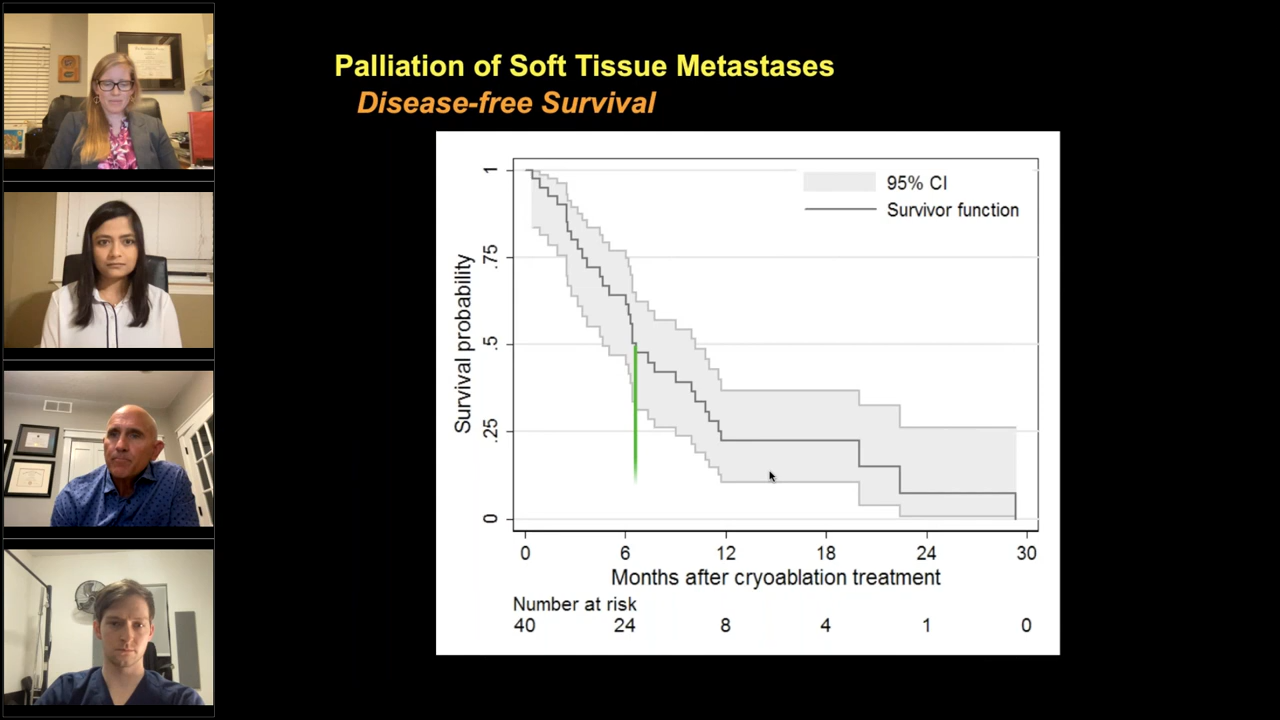 Palliation of Soft Tissue Metastases
Disease-free Survival
95% CI
Survivor function
Survival probability
1
.75
.5
.25
0
0 6 12 18 24 30
Months after cryoablation treatment
Number at risk
40 24 8 4 1 0